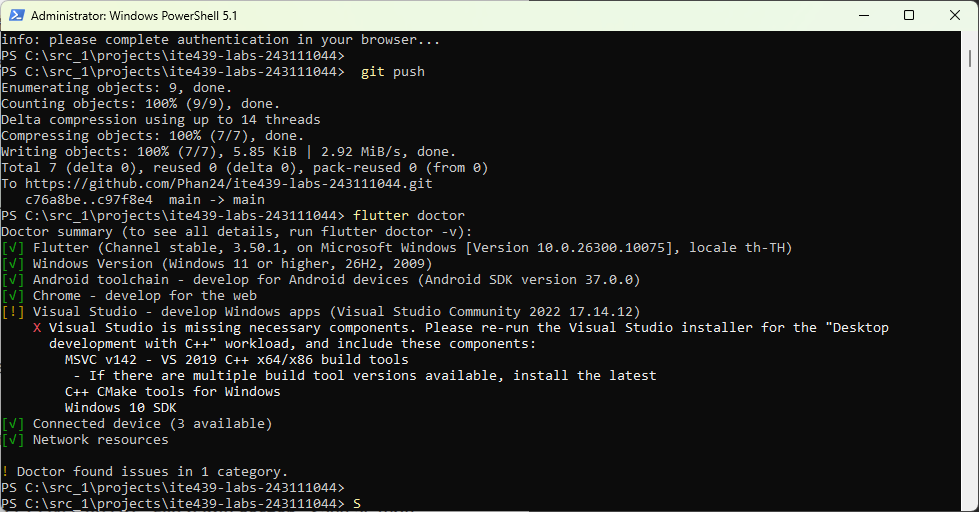 Administrator: Windows PowerShell 5.1
info: please complete authentication in your browser...
PS C:\src_1\projects\ite439-labs-243111044>
PS C:\src_1\projects\ite439-labs-243111044>  git push
Enumerating objects: 9, done.
Counting objects: 100% (9/9), done.
Delta compression using up to 14 threads
Compressing objects: 100% (7/7), done.
Writing objects: 100% (7/7), 5.85 KiB | 2.92 MiB/s, done.
Total 7 (delta 0), reused 0 (delta 0), pack-reused 0 (from 0)
To https://github.com/Phan24/ite439-labs-243111044.git
   c76a8be..c97f8e4  main -> main
PS C:\src_1\projects\ite439-labs-243111044> flutter doctor
Doctor summary (to see all details, run flutter doctor -v):
[√] Flutter (Channel stable, 3.50.1, on Microsoft Windows [Version 10.0.26300.10075], locale th-TH)
[√] Windows Version (Windows 11 or higher, 26H2, 2009)
[√] Android toolchain - develop for Android devices (Android SDK version 37.0.0)
[√] Chrome - develop for the web
[!] Visual Studio - develop Windows apps (Visual Studio Community 2022 17.14.12)
    X Visual Studio is missing necessary components. Please re-run the Visual Studio installer for the "Desktop
      development with C++" workload, and include these components:
        MSVC v142 - VS 2019 C++ x64/x86 build tools
         - If there are multiple build tool versions available, install the latest
        C++ CMake tools for Windows
        Windows 10 SDK
[√] Connected device (3 available)
[√] Network resources
! Doctor found issues in 1 category.
PS C:\src_1\projects\ite439-labs-243111044>
PS C:\src_1\projects\ite439-labs-243111044> S